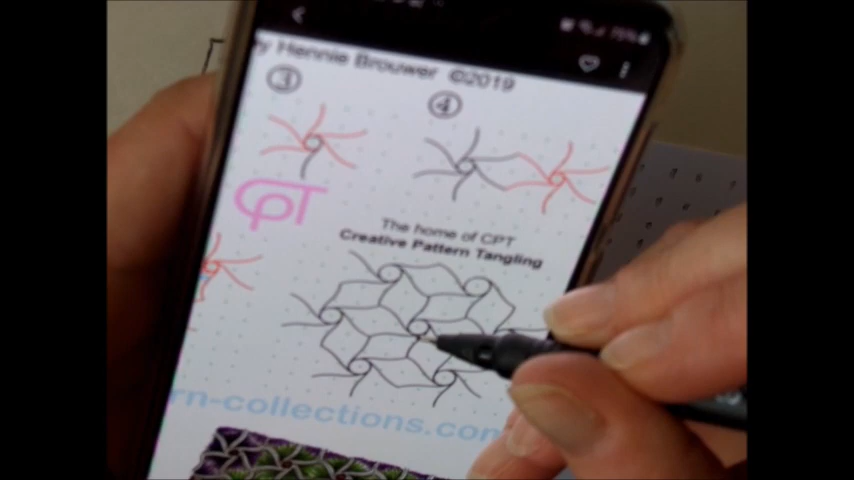 y Hennie Brouwer ©2019
3
4
CPT
The home of CPT
Creative Pattern Tangling
rn-collections.com